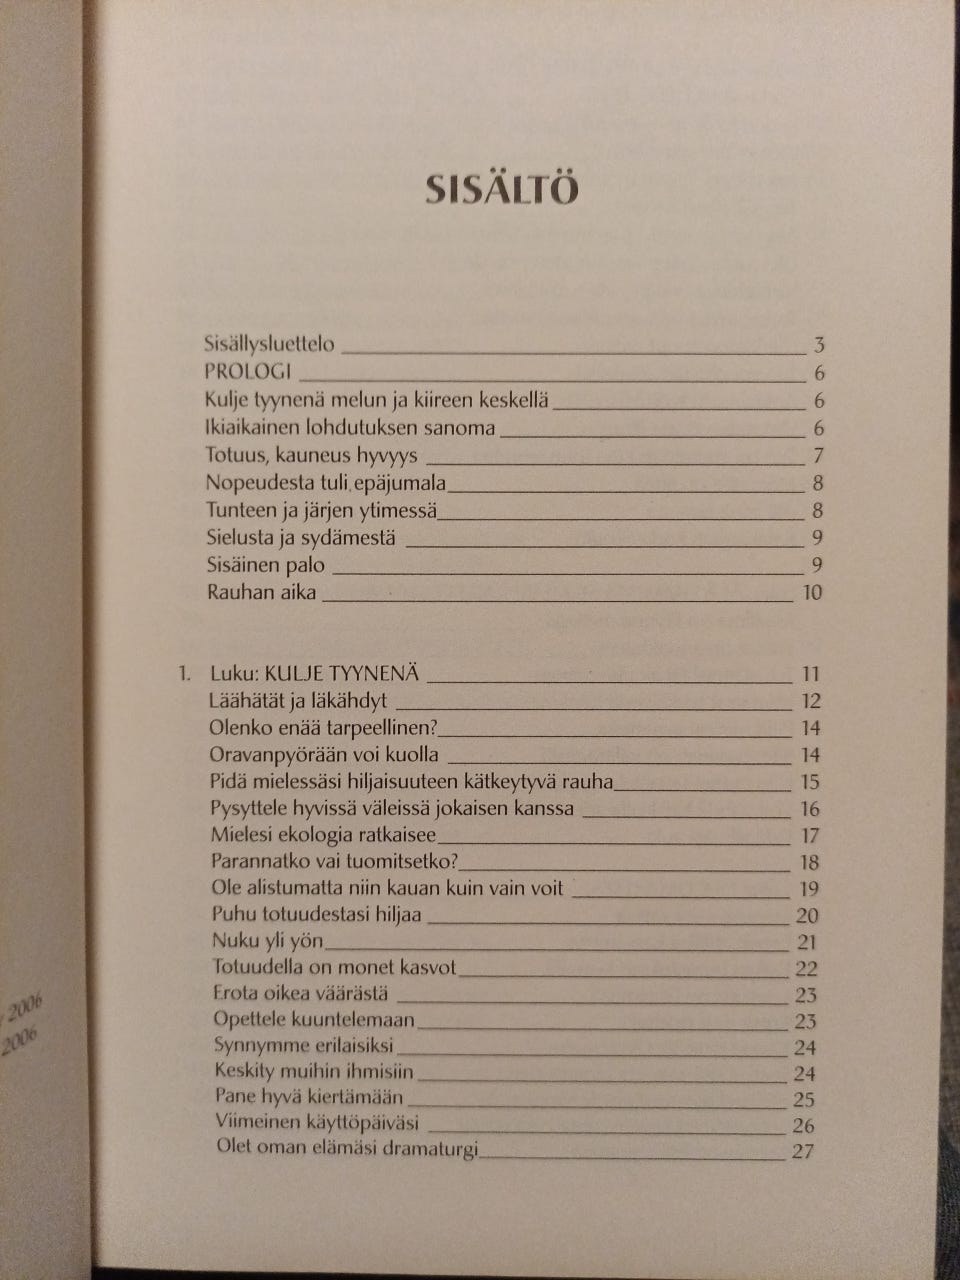 SISÄLTÖ
Sisällysluettelo 3
PROLOGI 6
Kulje tyynenä melun ja kiireen keskellä 6
Ikiaikainen lohdutuksen sanoma 6
Totuus, kauneus hyvyys 7
Nopeudesta tuli epäjumala 8
Tunteen ja järjen ytimessä 8
Sielusta ja sydämestä 9
Sisäinen palo 9
Rauhan aika 10
1. Luku: KULJE TYYNENÄ 11
Läähätät ja läkähdyt 12
Olenko enää tarpeellinen? 14
Oravanpyörään voi kuolla 14
Pidä mielessäsi hiljaisuuteen kätkeytyvä rauha 15
Pysyttele hyvissä väleissä jokaisen kanssa 16
Mielesi ekologia ratkaisee 17
Parannatko vai tuomitsetko? 18
Ole alistumatta niin kauan kuin vain voit 19
Puhu totuudestasi hiljaa 20
Nuku yli yön 21
Totuudella on monet kasvot 22
Erota oikea väärästä 23
Opettele kuuntelemaan 23
Synnymme erilaisiksi 24
Keskity muihin ihmisiin 24
Pane hyvä kiertämään 25
Viimeinen käyttöpäiväsi 26
Olet oman elämäsi dramaturgi 27
2006
2006